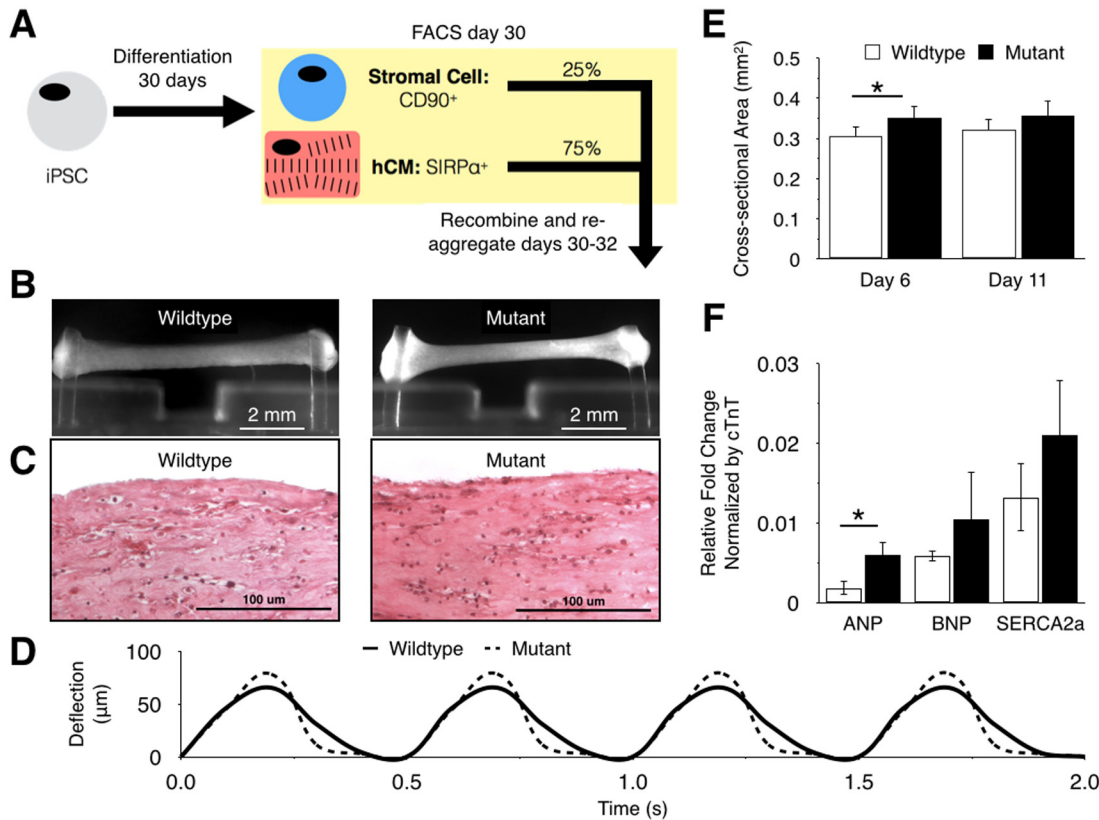 A
FACS day 30
Differentiation
30 days
Stromal Cell:
CD90⁺
25%
hCM: SIRPα⁺
75%
iPSC
Recombine and re-
aggregate days 30-32
B
Wildtype
2 mm
Mutant
2 mm
C
Wildtype
100 um
Mutant
100 um
D
Wildtype
Mutant
Deflection
(µm)
100
50
0
0.0
0.5
1.0
1.5
2.0
Time (s)
E
Wildtype
Mutant
Cross-sectional Area (mm²)
0.5
0.4
0.3
0.2
0.1
0
*
Day 6
Day 11
F
Relative Fold Change
Normalized by cTnT
0.03
0.02
0.01
0
*
ANP
BNP
SERCA2a